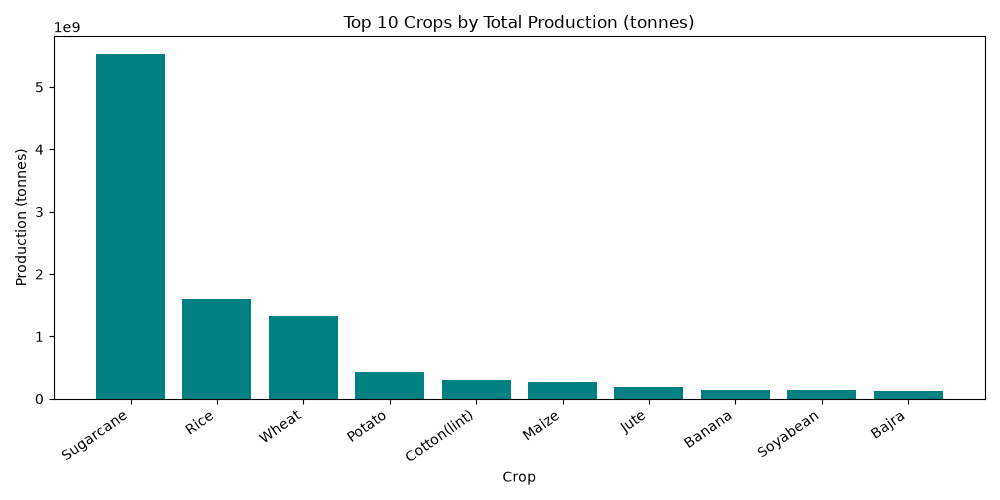 Top 10 Crops by Total Production (tonnes)
1e9
5
4
3
2
1
0
Production (tonnes)
Sugarcane
Rice
Wheat
Potato
Cotton(lint)
Maize
Jute
Banana
Soyabean
Bajra
Crop